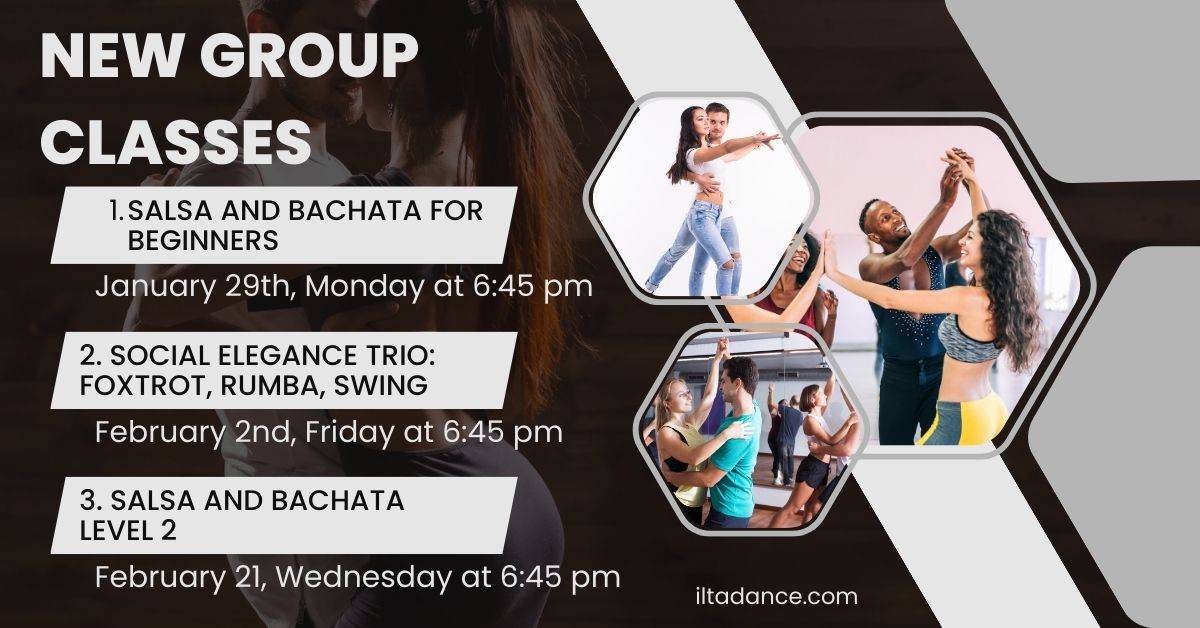 NEW GROUP
CLASSES
1. SALSA AND BACHATA FOR
BEGINNERS
January 29th, Monday at 6:45 pm
2. SOCIAL ELEGANCE TRIO:
FOXTROT, RUMBA, SWING
February 2nd, Friday at 6:45 pm
3. SALSA AND BACHATA
LEVEL 2
February 21, Wednesday at 6:45 pm
iltadance.com